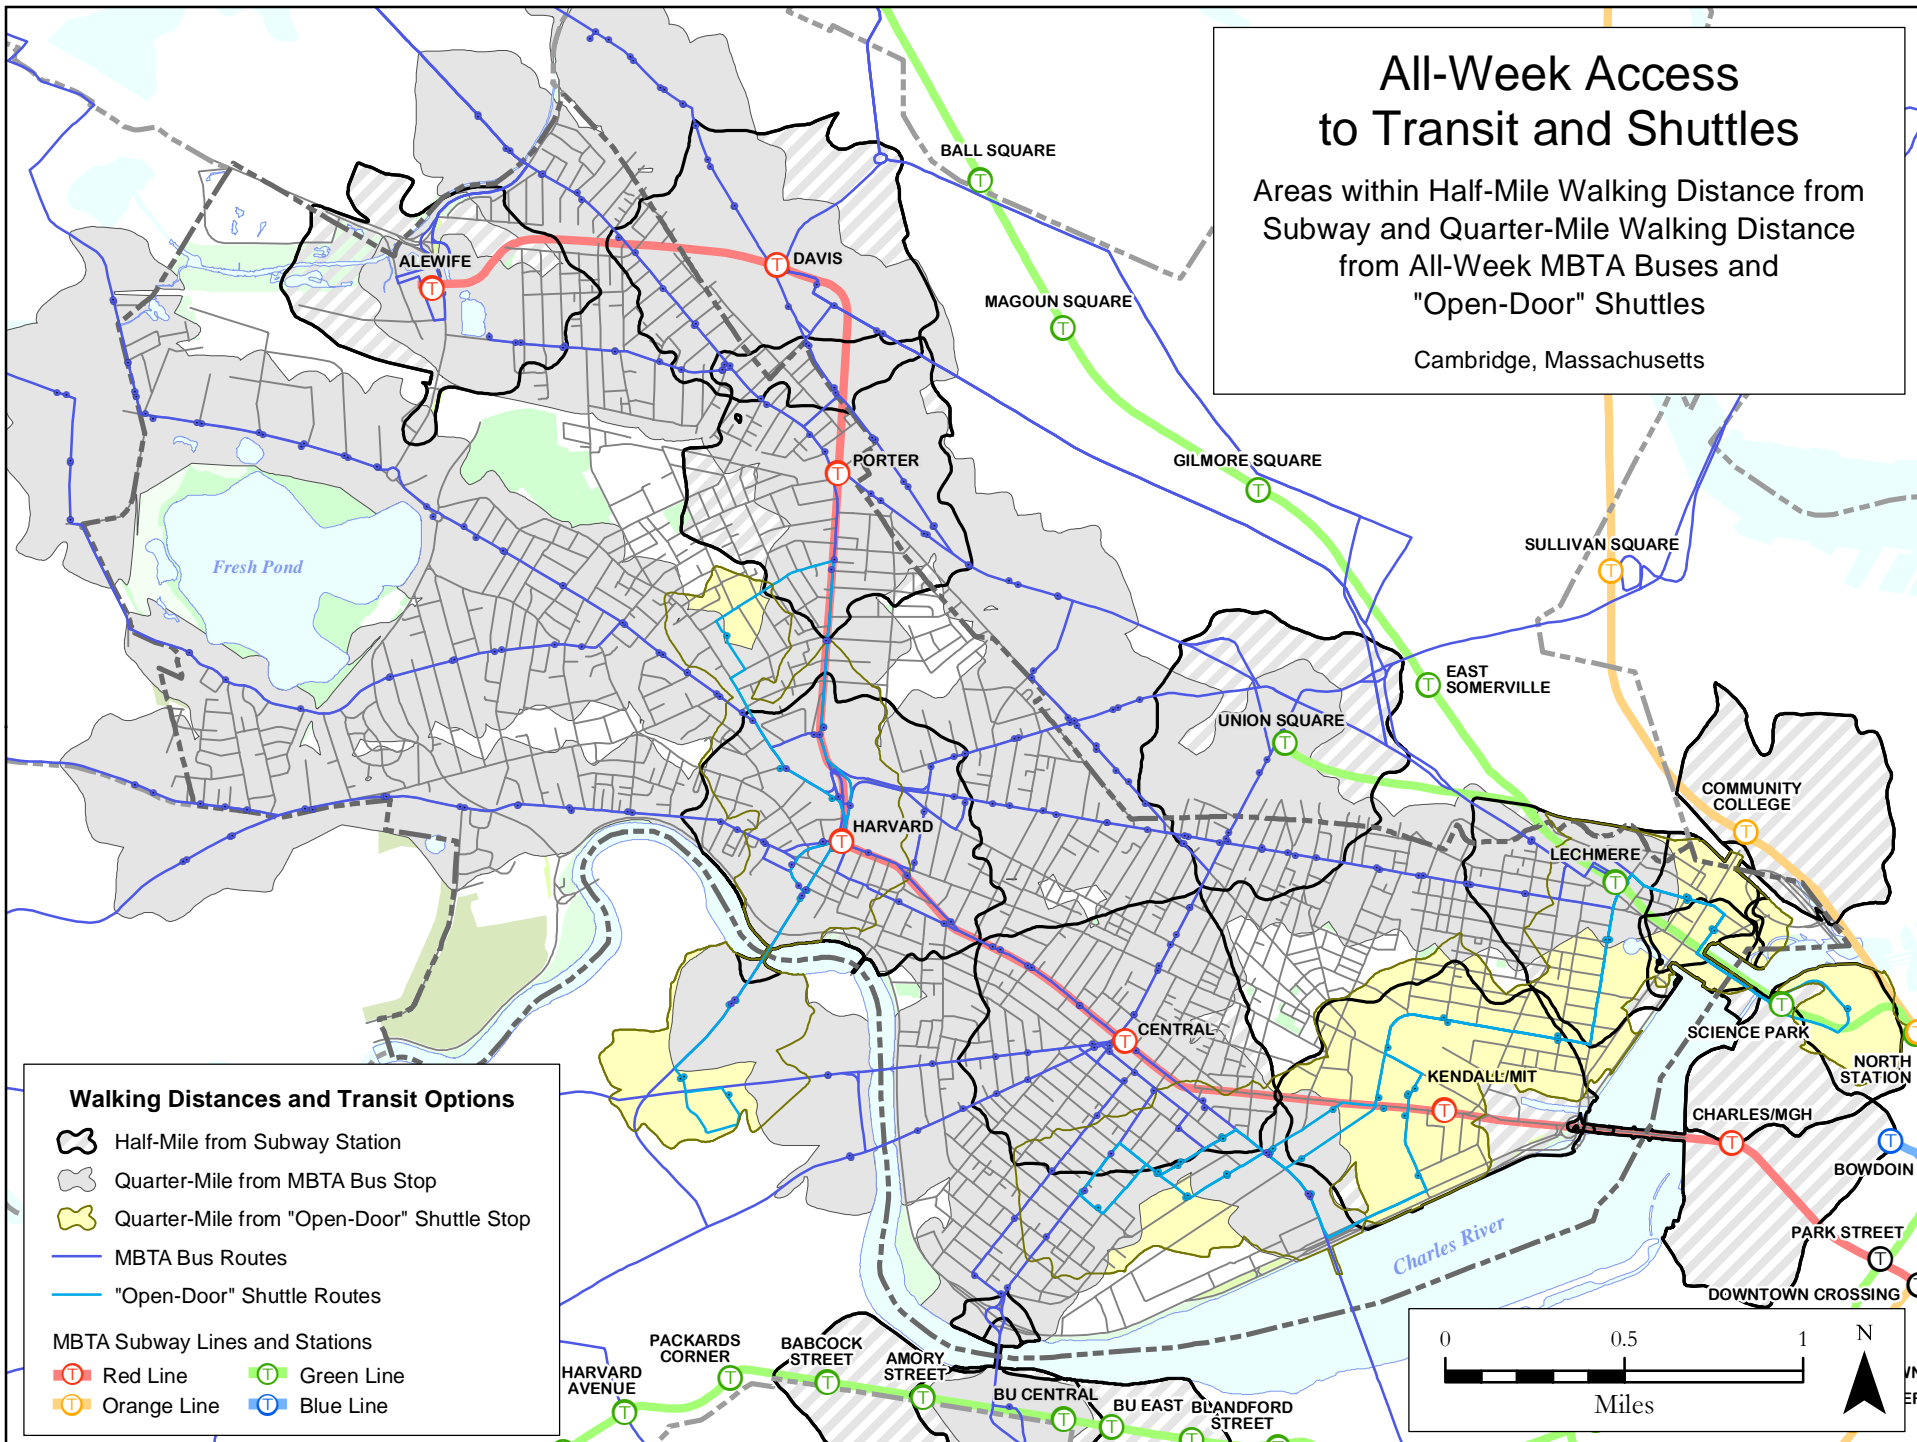 All-Week Access
to Transit and Shuttles
Areas within Half-Mile Walking Distance from
Subway and Quarter-Mile Walking Distance
from All-Week MBTA Buses and
"Open-Door" Shuttles
Cambridge, Massachusetts
BALL SQUARE
ALEWIFE
DAVIS
MAGOUN SQUARE
PORTER
GILMORE SQUARE
SULLIVAN SQUARE
Fresh Pond
EAST
SOMERVILLE
UNION SQUARE
COMMUNITY
COLLEGE
HARVARD
LECHMERE
CENTRAL
SCIENCE PARK
NORTH
STATION
KENDALL/MIT
CHARLES/MGH
BOWDOIN
PARK STREET
Charles River
DOWNTOWN CROSSING
PACKARDS
CORNER
BABCOCK
STREET
AMORY
STREET
HARVARD
AVENUE
BU CENTRAL
BU EAST
BLANDFORD
STREET
Walking Distances and Transit Options
Half-Mile from Subway Station
Quarter-Mile from MBTA Bus Stop
Quarter-Mile from "Open-Door" Shuttle Stop
MBTA Bus Routes
"Open-Door" Shuttle Routes
MBTA Subway Lines and Stations
T Red Line
T Green Line
T Orange Line
T Blue Line
0 0.5 1
Miles
N